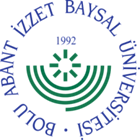 BOLU ABANT İZZET BAYSAL ÜNİVERSİTESİ •
1992